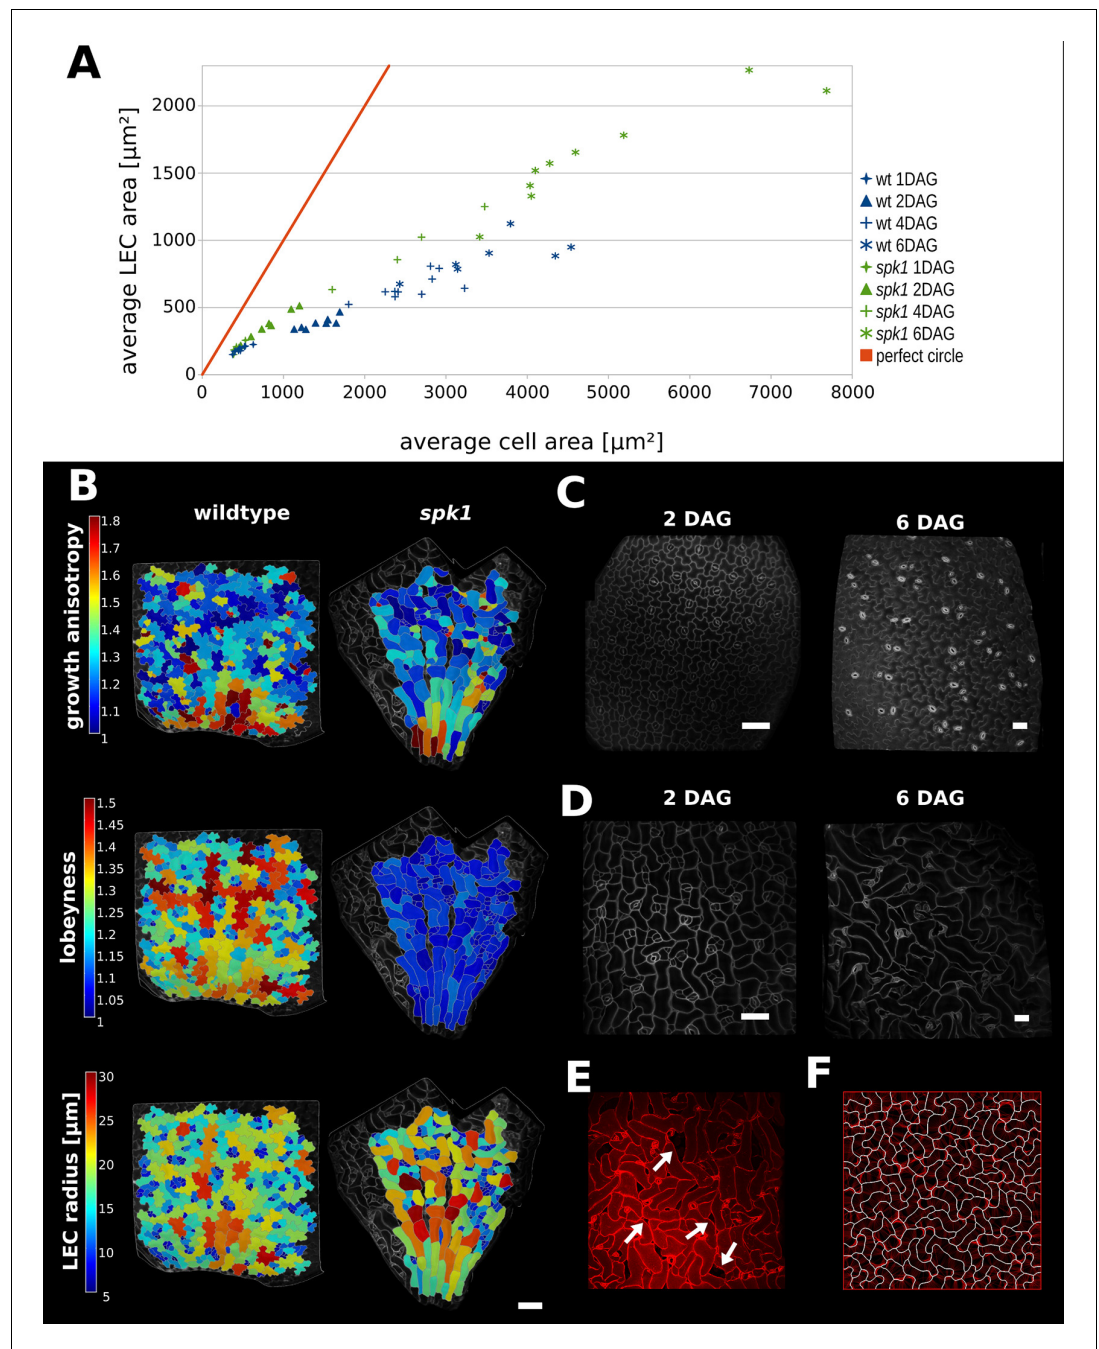 A
average LEC area [µm²]
2000
1500
1000
500
0
0 1000 2000 3000 4000 5000 6000 7000 8000
average cell area [µm²]
wt 1DAG
wt 2DAG
wt 4DAG
wt 6DAG
spk1 1DAG
spk1 2DAG
spk1 4DAG
spk1 6DAG
perfect circle
B
wildtype
spk1
growth anisotropy
1.8
1.7
1.6
1.5
1.4
1.3
1.2
1.1
1
C
2 DAG
6 DAG
lobeyness
1.5
1.45
1.4
1.35
1.3
1.25
1.2
1.15
1.1
1.05
1
D
2 DAG
6 DAG
LEC radius [µm]
30
25
20
15
10
5
E
F